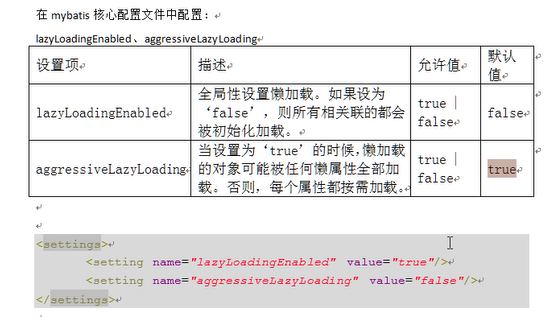 在 mybatis 核心配置文件中配置：
lazyLoadingEnabled、aggressiveLazyLoading
设置项 描述 允许值 默认值
lazyLoadingEnabled 全局性设置懒加载。如果设为‘false’，则所有相关联的都会被初始化加载。 true | false false
aggressiveLazyLoading 当设置为‘true’的时候，懒加载的对象可能被任何懒属性全部加载。否则，每个属性都按需加载。 true | false true
<settings>
<setting name="lazyLoadingEnabled" value="true"/>
<setting name="aggressiveLazyLoading" value="false"/>
</settings>